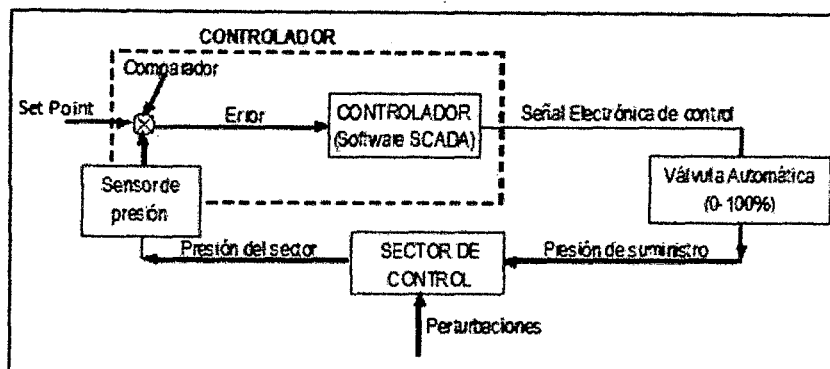 CONTROLADOR
Comparador
Set Point
Error
CONTROLADOR
(Software SCADA)
Señal Electrónica de control
Sensor de
presión
Válvula Automática
(0-100%)
Presión del sector
SECTOR DE
CONTROL
Presión de suministro
Perturbaciones